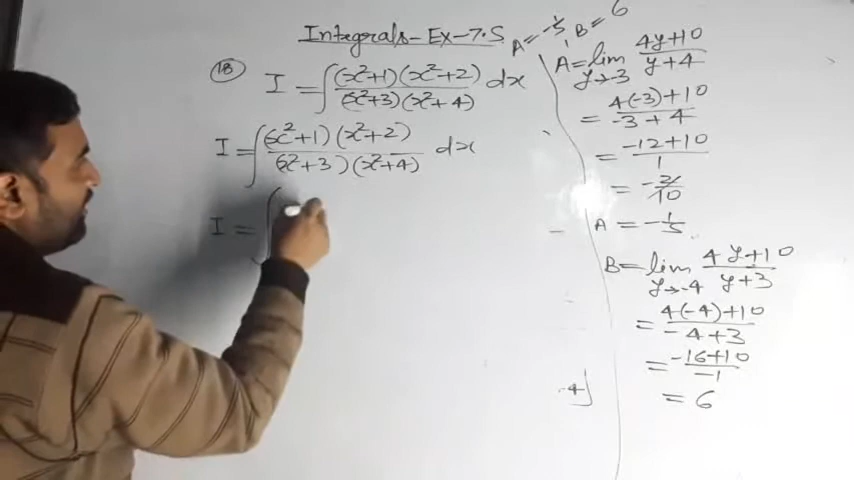 Integrals-Ex-7.5
A = -1/5, B = 6
(18) I = ∫ (x²+1)(x²+2) / (x²+3)(x²+4) dx
I = ∫ (x²+1)(x²+2) / (x²+3)(x²+4) dx
I = ∫
A = lim y→-3 4y+10 / y+4
= 4(-3)+10 / -3+4
= -12+10 / 1
= -2/10
A = -1/5
B = lim y→-4 4y+10 / y+3
= 4(-4)+10 / -4+3
= -16+10 / -1
= 6
-4]